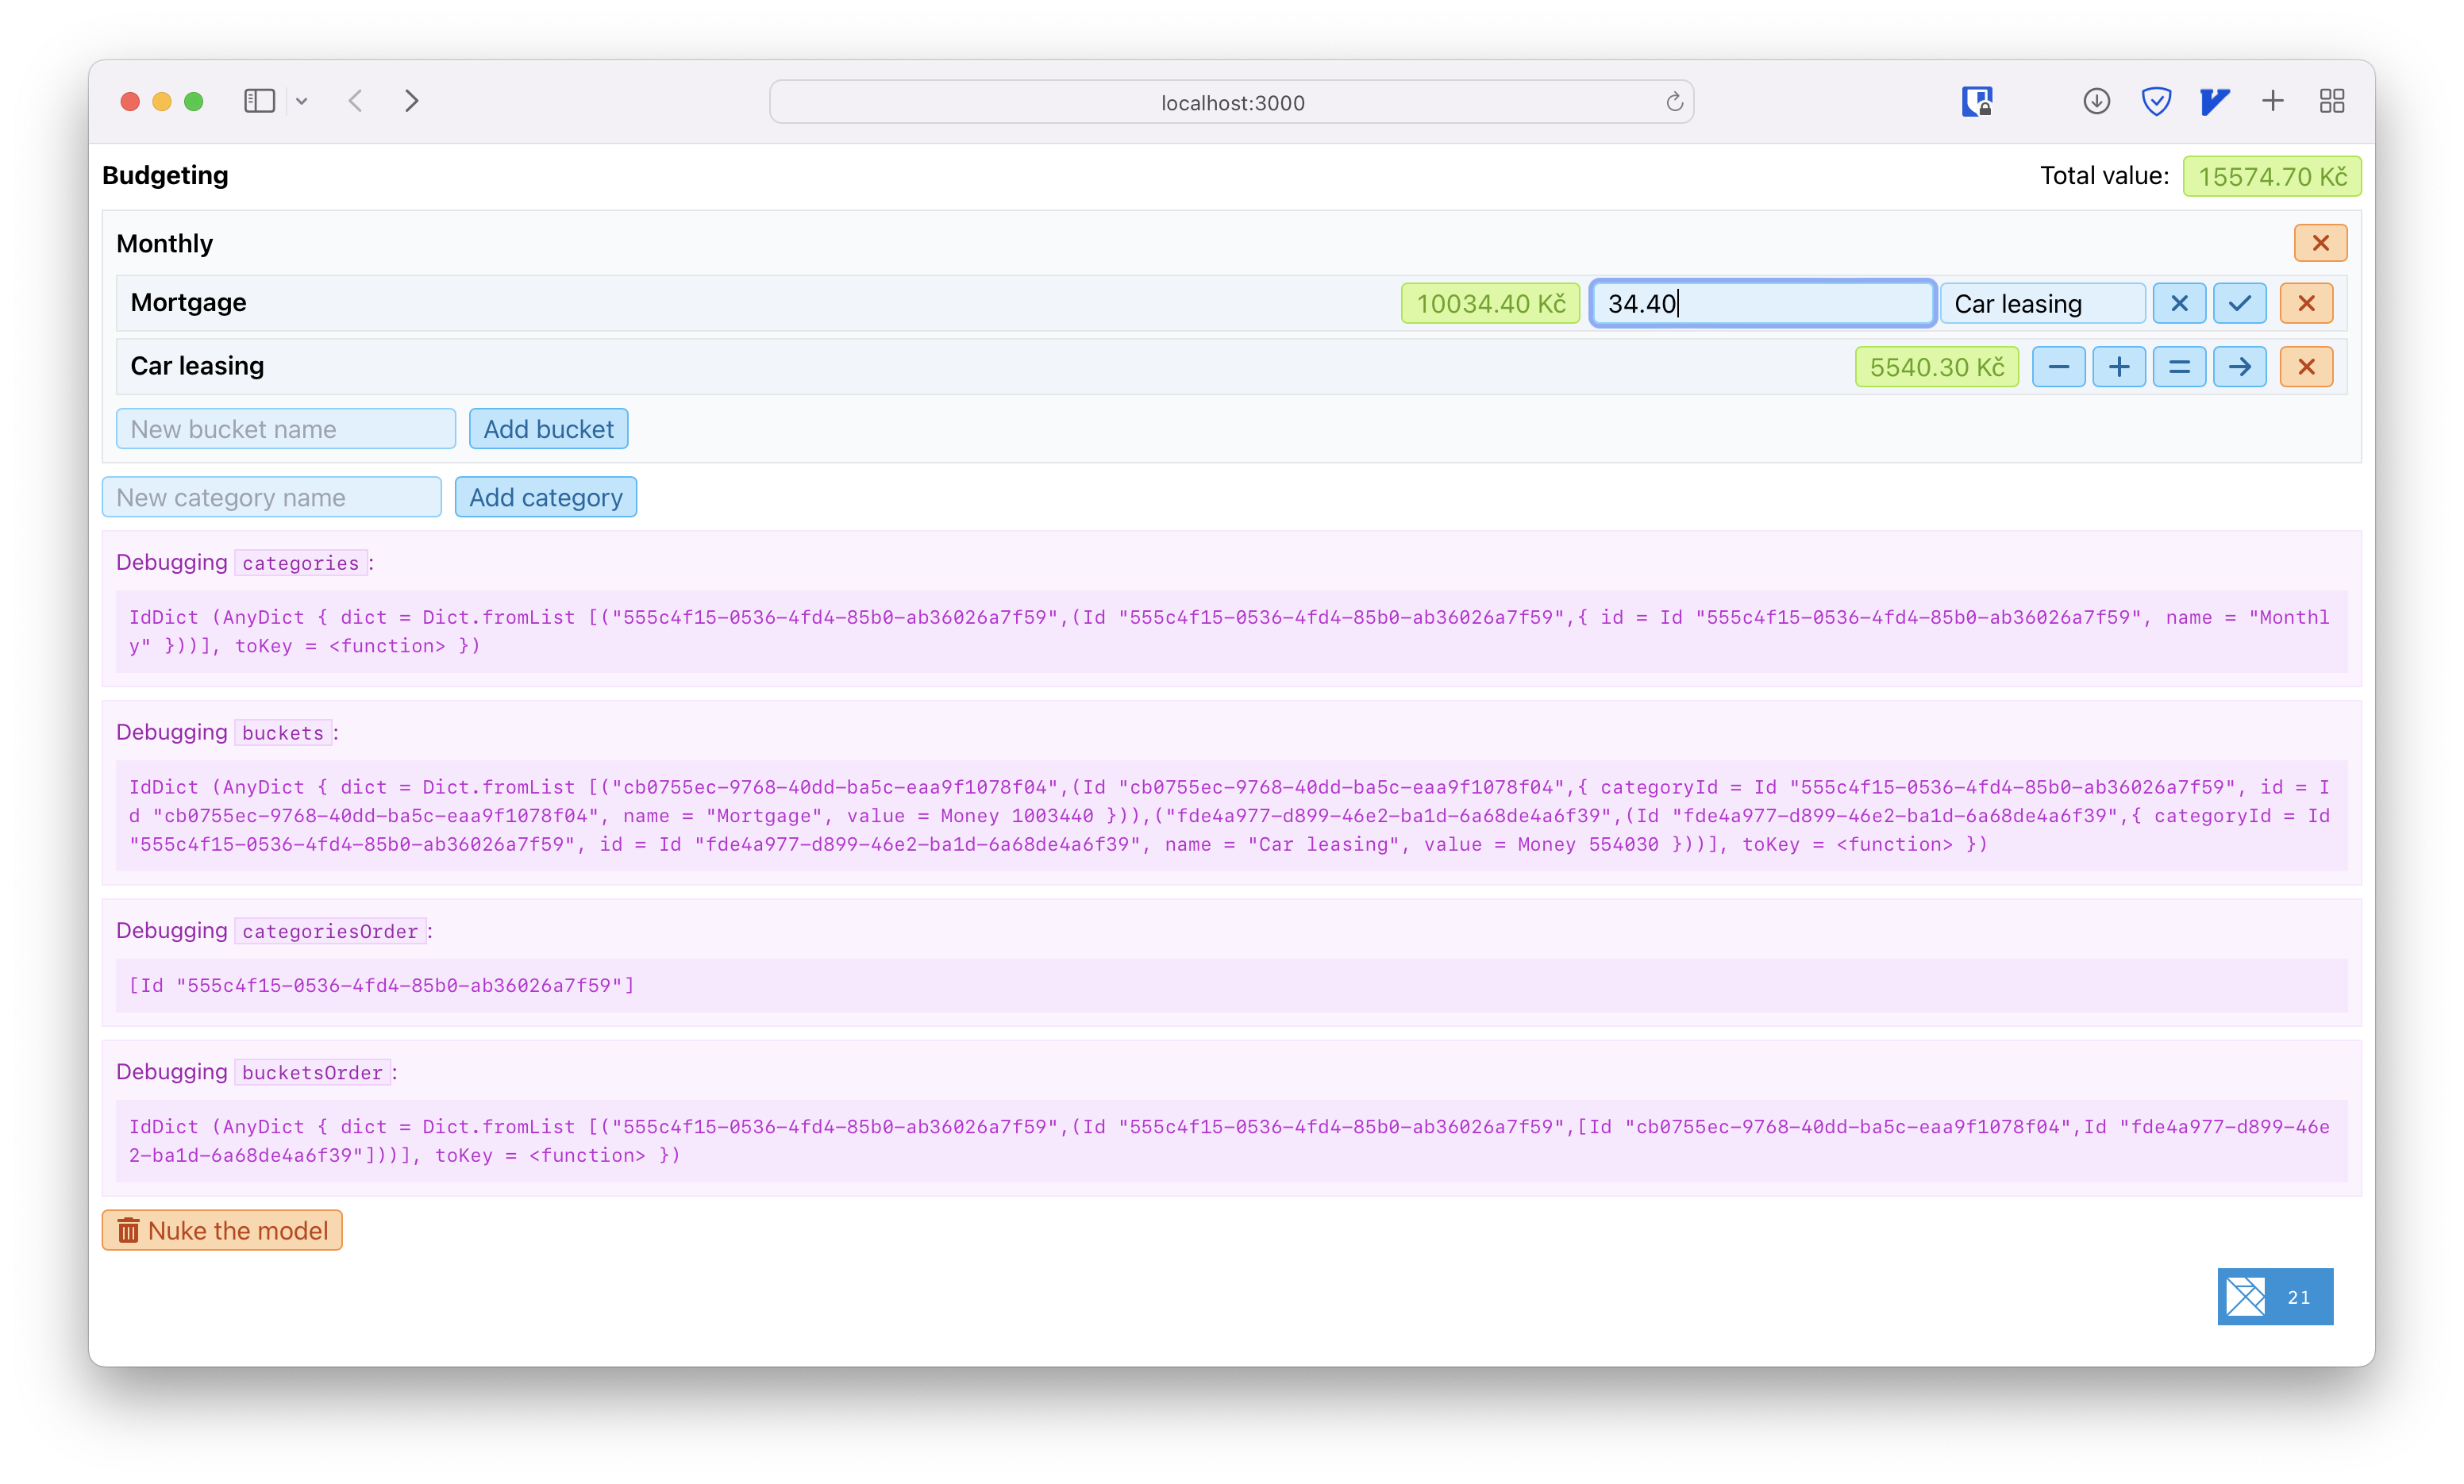 localhost:3000
Budgeting
Total value: 15574.70 Kč
Monthly
Mortgage 10034.40 Kč 34.40 Car leasing
Car leasing 5540.30 Kč
New bucket name Add bucket
New category name Add category
Debugging categories:
IdDict (AnyDict { dict = Dict.fromList [("555c4f15-0536-4fd4-85b0-ab36026a7f59",(Id "555c4f15-0536-4fd4-85b0-ab36026a7f59",{ id = Id "555c4f15-0536-4fd4-85b0-ab36026a7f59", name = "Monthl
y" }))], toKey = <function> })
Debugging buckets:
IdDict (AnyDict { dict = Dict.fromList [("cb0755ec-9768-40dd-ba5c-eaa9f1078f04",(Id "cb0755ec-9768-40dd-ba5c-eaa9f1078f04",{ categoryId = Id "555c4f15-0536-4fd4-85b0-ab36026a7f59", id = I
d "cb0755ec-9768-40dd-ba5c-eaa9f1078f04", name = "Mortgage", value = Money 1003440 })),("fde4a977-d899-46e2-ba1d-6a68de4a6f39",(Id "fde4a977-d899-46e2-ba1d-6a68de4a6f39",{ categoryId = Id
"555c4f15-0536-4fd4-85b0-ab36026a7f59", id = Id "fde4a977-d899-46e2-ba1d-6a68de4a6f39", name = "Car leasing", value = Money 554030 }))], toKey = <function> })
Debugging categoriesOrder:
[Id "555c4f15-0536-4fd4-85b0-ab36026a7f59"]
Debugging bucketsOrder:
IdDict (AnyDict { dict = Dict.fromList [("555c4f15-0536-4fd4-85b0-ab36026a7f59",(Id "555c4f15-0536-4fd4-85b0-ab36026a7f59",[Id "cb0755ec-9768-40dd-ba5c-eaa9f1078f04",Id "fde4a977-d899-46e
2-ba1d-6a68de4a6f39"]))], toKey = <function> })
Nuke the model
21